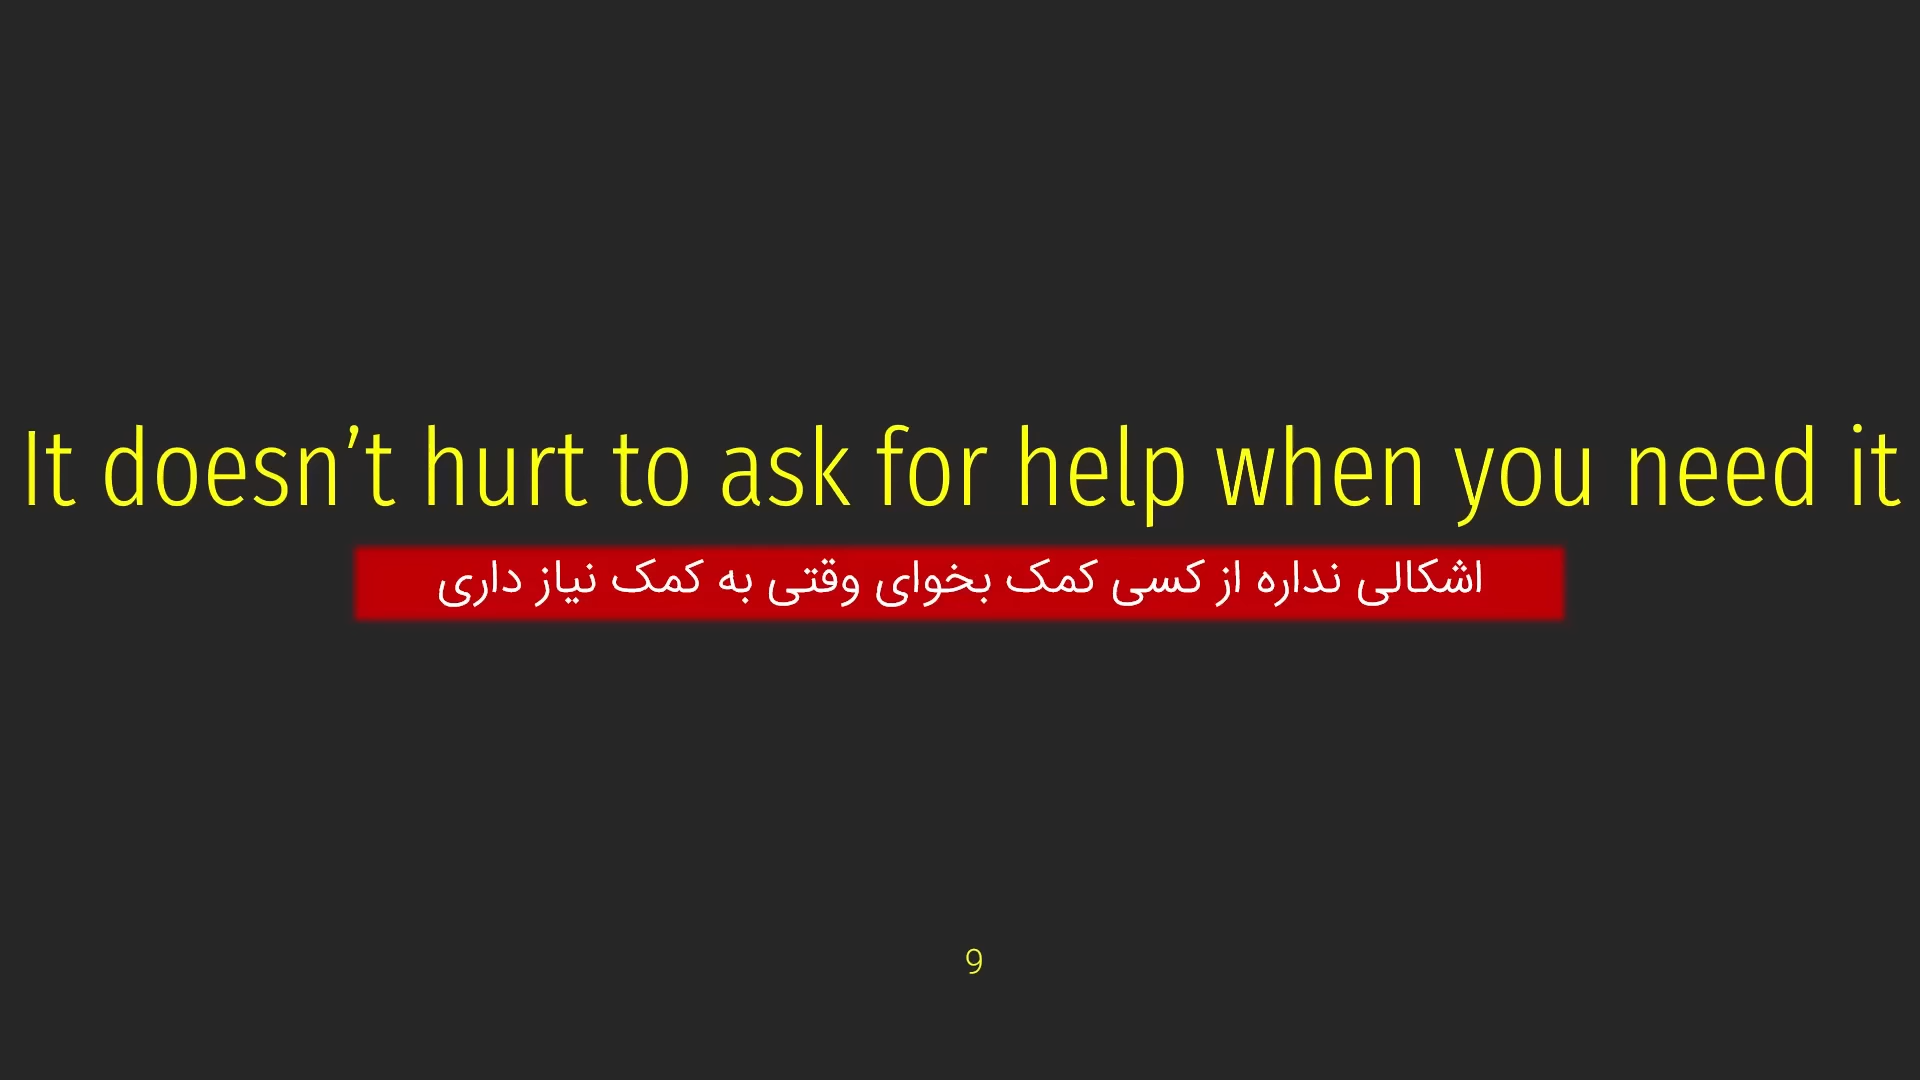 It doesn’t hurt to ask for help when you need it
اشکالی نداره از کسی کمک بخوای وقتی به کمک نیاز داری
9